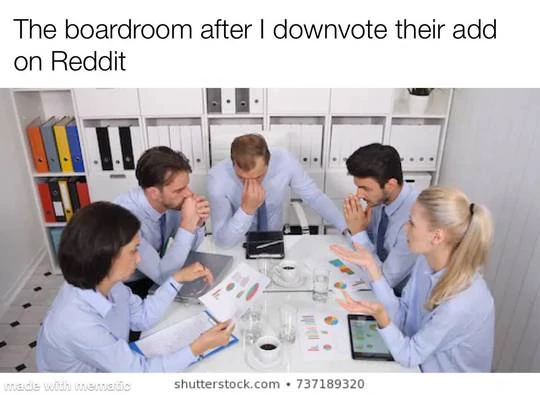 The boardroom after I downvote their add
on Reddit
made with mematic
shutterstock.com • 737189320